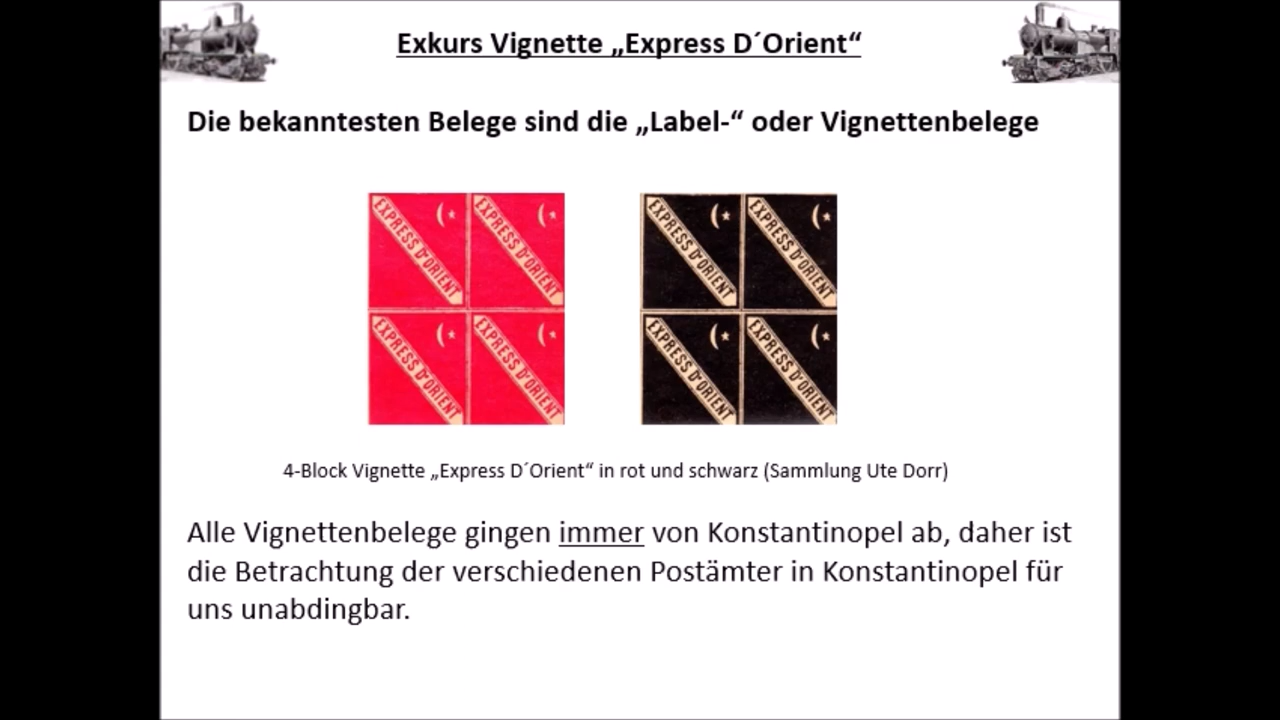 Exkurs Vignette „Express D´Orient“
Die bekanntesten Belege sind die „Label-“ oder Vignettenbelege
EXPRESS D'ORIENT
EXPRESS D'ORIENT
EXPRESS D'ORIENT
EXPRESS D'ORIENT
EXPRESS D'ORIENT
EXPRESS D'ORIENT
EXPRESS D'ORIENT
EXPRESS D'ORIENT
4-Block Vignette „Express D´Orient“ in rot und schwarz (Sammlung Ute Dorr)
Alle Vignettenbelege gingen immer von Konstantinopel ab, daher ist
die Betrachtung der verschiedenen Postämter in Konstantinopel für
uns unabdingbar.